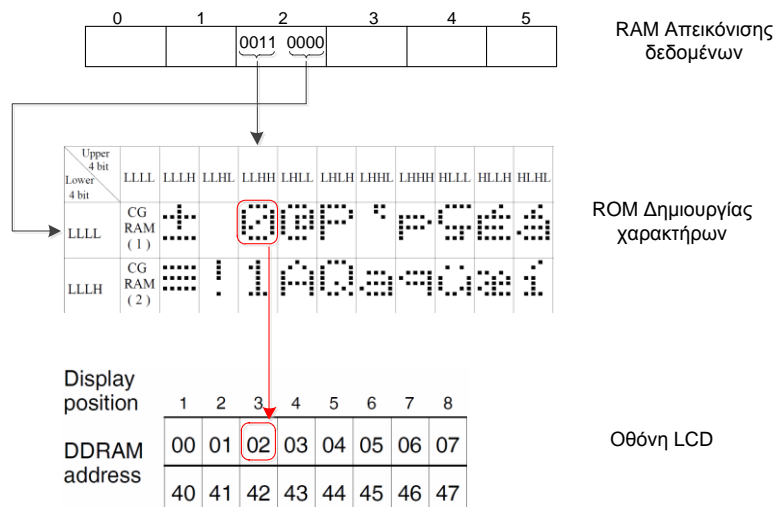 0 1 2 3 4 5
0011 0000
RAM Απεικόνισης
δεδομένων
Upper
4 bit
Lower
4 bit
LLLL LLLH LLHL LLHH LHLL LHLH LHHL LHHH HLLL HLLH HLHL
LLLL
CG
RAM
( 1 )
± 0 @ P ` p Ç É á
ROM Δημιουργίας
χαρακτήρων
LLLH
CG
RAM
( 2 )
≡ ! 1 A Q a q ü æ í
Display
position
1 2 3 4 5 6 7 8
DDRAM
address
00 01 02 03 04 05 06 07
40 41 42 43 44 45 46 47
Οθόνη LCD